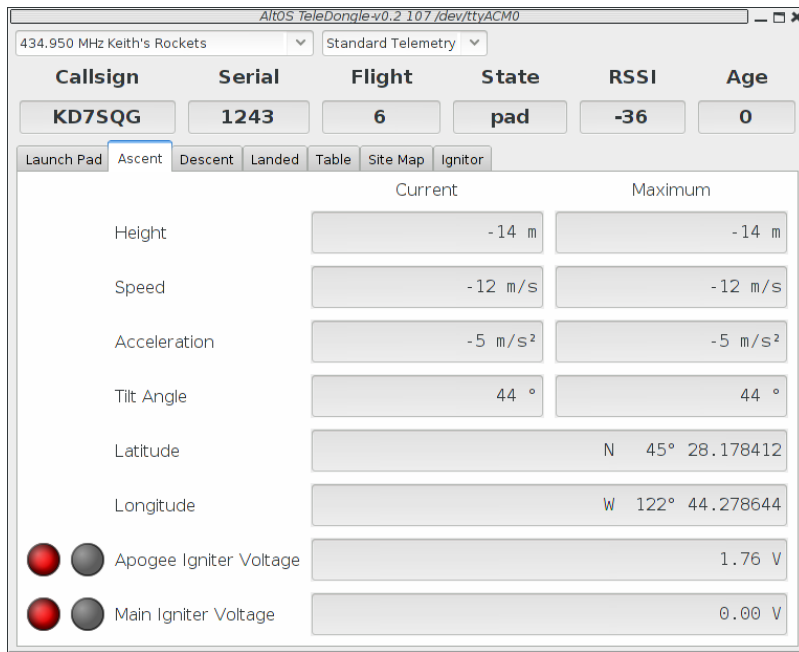 AltOS TeleDongle-v0.2 107 /dev/ttyACM0
434.950 MHz Keith's Rockets Standard Telemetry
Callsign Serial Flight State RSSI Age
KD7SQG 1243 6 pad -36 0
Launch Pad Ascent Descent Landed Table Site Map Ignitor
Current Maximum
Height -14 m -14 m
Speed -12 m/s -12 m/s
Acceleration -5 m/s² -5 m/s²
Tilt Angle 44 ° 44 °
Latitude N 45° 28.178412
Longitude W 122° 44.278644
Apogee Igniter Voltage 1.76 V
Main Igniter Voltage 0.00 V